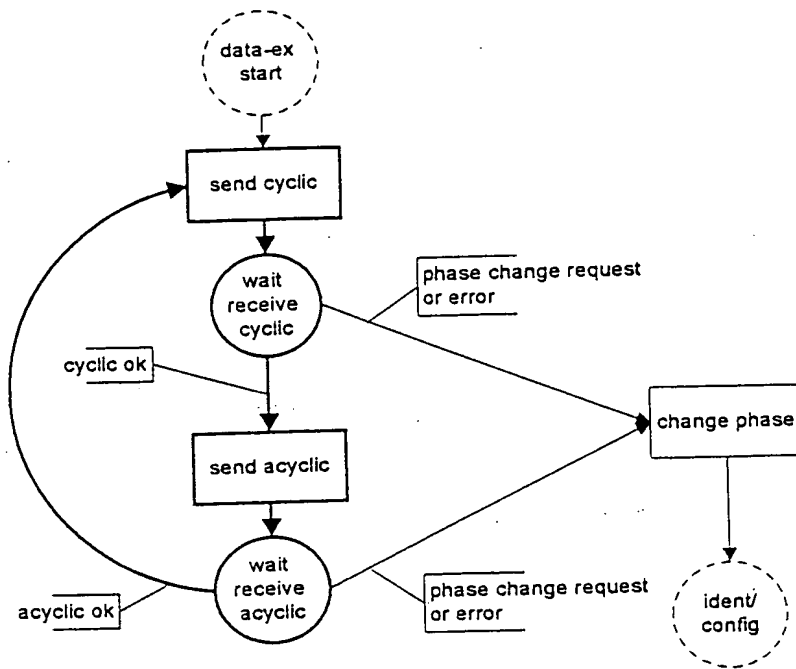 data-ex
start
send cyclic
wait
receive
cyclic
phase change request
or error
cyclic ok
change phase
send acyclic
wait
receive
acyclic
acyclic ok
phase change request
or error
ident/
config